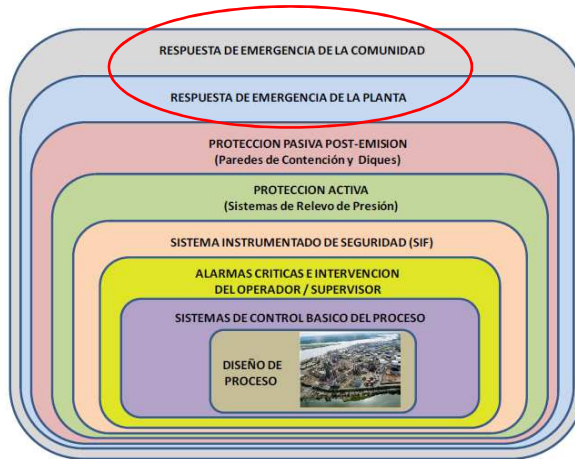 RESPUESTA DE EMERGENCIA DE LA COMUNIDAD
RESPUESTA DE EMERGENCIA DE LA PLANTA
PROTECCION PASIVA POST-EMISION
(Paredes de Contención y Diques)
PROTECCION ACTIVA
(Sistemas de Relevo de Presión)
SISTEMA INSTRUMENTADO DE SEGURIDAD (SIF)
ALARMAS CRITICAS E INTERVENCION
DEL OPERADOR / SUPERVISOR
SISTEMAS DE CONTROL BASICO DEL PROCESO
DISEÑO DE
PROCESO